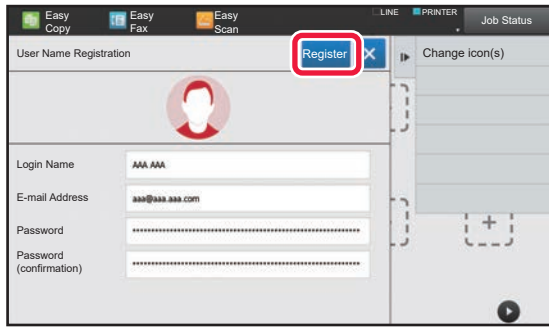 Easy Copy
Easy Fax
Easy Scan
LINE
PRINTER
Job Status
User Name Registration
Register
Change icon(s)
Login Name
AAA AAA
E-mail Address
aaa@aaa.aaa.com
Password
Password
(confirmation)